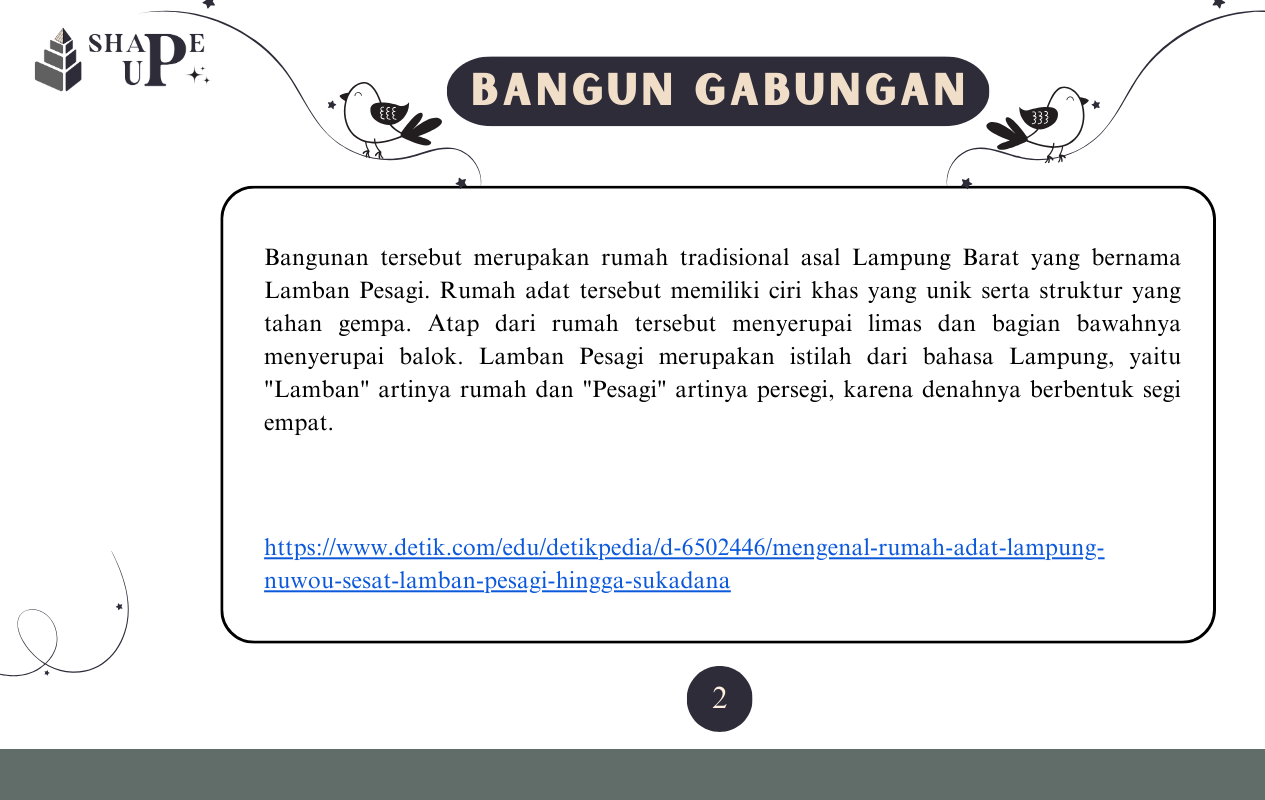 SHAPE
UP
BANGUN GABUNGAN
Bangunan tersebut merupakan rumah tradisional asal Lampung Barat yang bernama
Lamban Pesagi. Rumah adat tersebut memiliki ciri khas yang unik serta struktur yang
tahan gempa. Atap dari rumah tersebut menyerupai limas dan bagian bawahnya
menyerupai balok. Lamban Pesagi merupakan istilah dari bahasa Lampung, yaitu
"Lamban" artinya rumah dan "Pesagi" artinya persegi, karena denahnya berbentuk segi
empat.
https://www.detik.com/edu/detikpedia/d-6502446/mengenal-rumah-adat-lampung-
nuwou-sesat-lamban-pesagi-hingga-sukadana
2